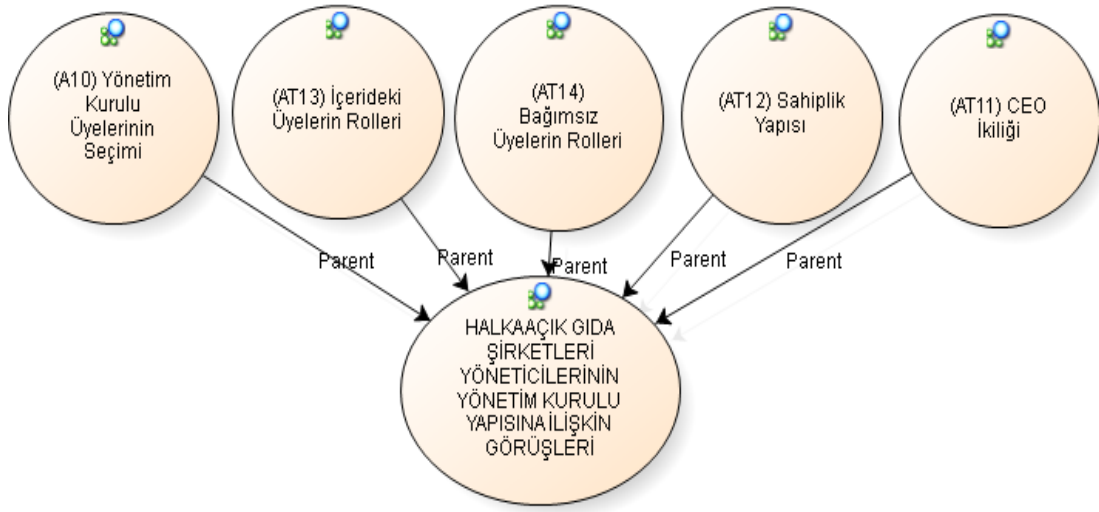 (A10) Yönetim
Kurulu
Üyelerinin
Seçimi
(AT13) İçerideki
Üyelerin Rolleri
(AT14)
Bağımsız
Üyelerin Rolleri
(AT12) Sahiplik
Yapısı
(AT11) CEO
İkiliği
Parent
Parent
Parent
Parent
Parent
HALKAAÇIK GIDA
ŞİRKETLERİ
YÖNETİCİLERİNİN
YÖNETİM KURULU
YAPISINA İLİŞKİN
GÖRÜŞLERİ